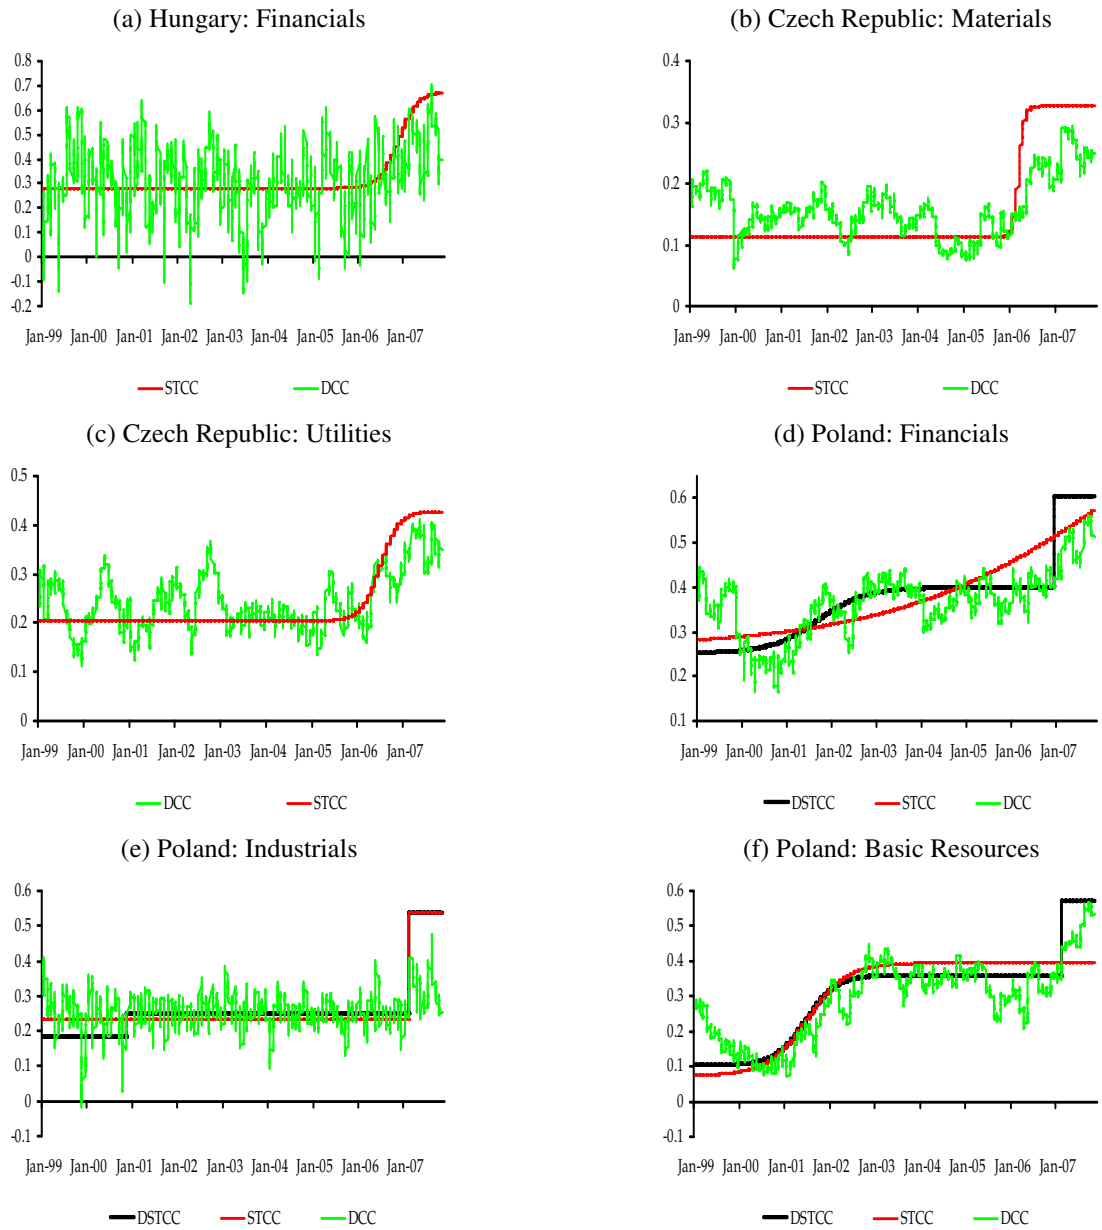 (a) Hungary: Financials
0.8
0.7
0.6
0.5
0.4
0.3
0.2
0.1
0
-0.1
-0.2
Jan-99 Jan-00 Jan-01 Jan-02 Jan-03 Jan-04 Jan-05 Jan-06 Jan-07
STCC DCC
(b) Czech Republic: Materials
0.4
0.3
0.2
0.1
0
Jan-99 Jan-00 Jan-01 Jan-02 Jan-03 Jan-04 Jan-05 Jan-06 Jan-07
STCC DCC
(c) Czech Republic: Utilities
0.5
0.4
0.3
0.2
0.1
0
Jan-99 Jan-00 Jan-01 Jan-02 Jan-03 Jan-04 Jan-05 Jan-06 Jan-07
DCC STCC
(d) Poland: Financials
0.6
0.5
0.4
0.3
0.2
0.1
Jan-99 Jan-00 Jan-01 Jan-02 Jan-03 Jan-04 Jan-05 Jan-06 Jan-07
DSTCC STCC DCC
(e) Poland: Industrials
0.6
0.5
0.4
0.3
0.2
0.1
0
-0.1
Jan-99 Jan-00 Jan-01 Jan-02 Jan-03 Jan-04 Jan-05 Jan-06 Jan-07
DSTCC STCC DCC
(f) Poland: Basic Resources
0.6
0.5
0.4
0.3
0.2
0.1
0
-0.1
Jan-99 Jan-00 Jan-01 Jan-02 Jan-03 Jan-04 Jan-05 Jan-06 Jan-07
DSTCC STCC DCC